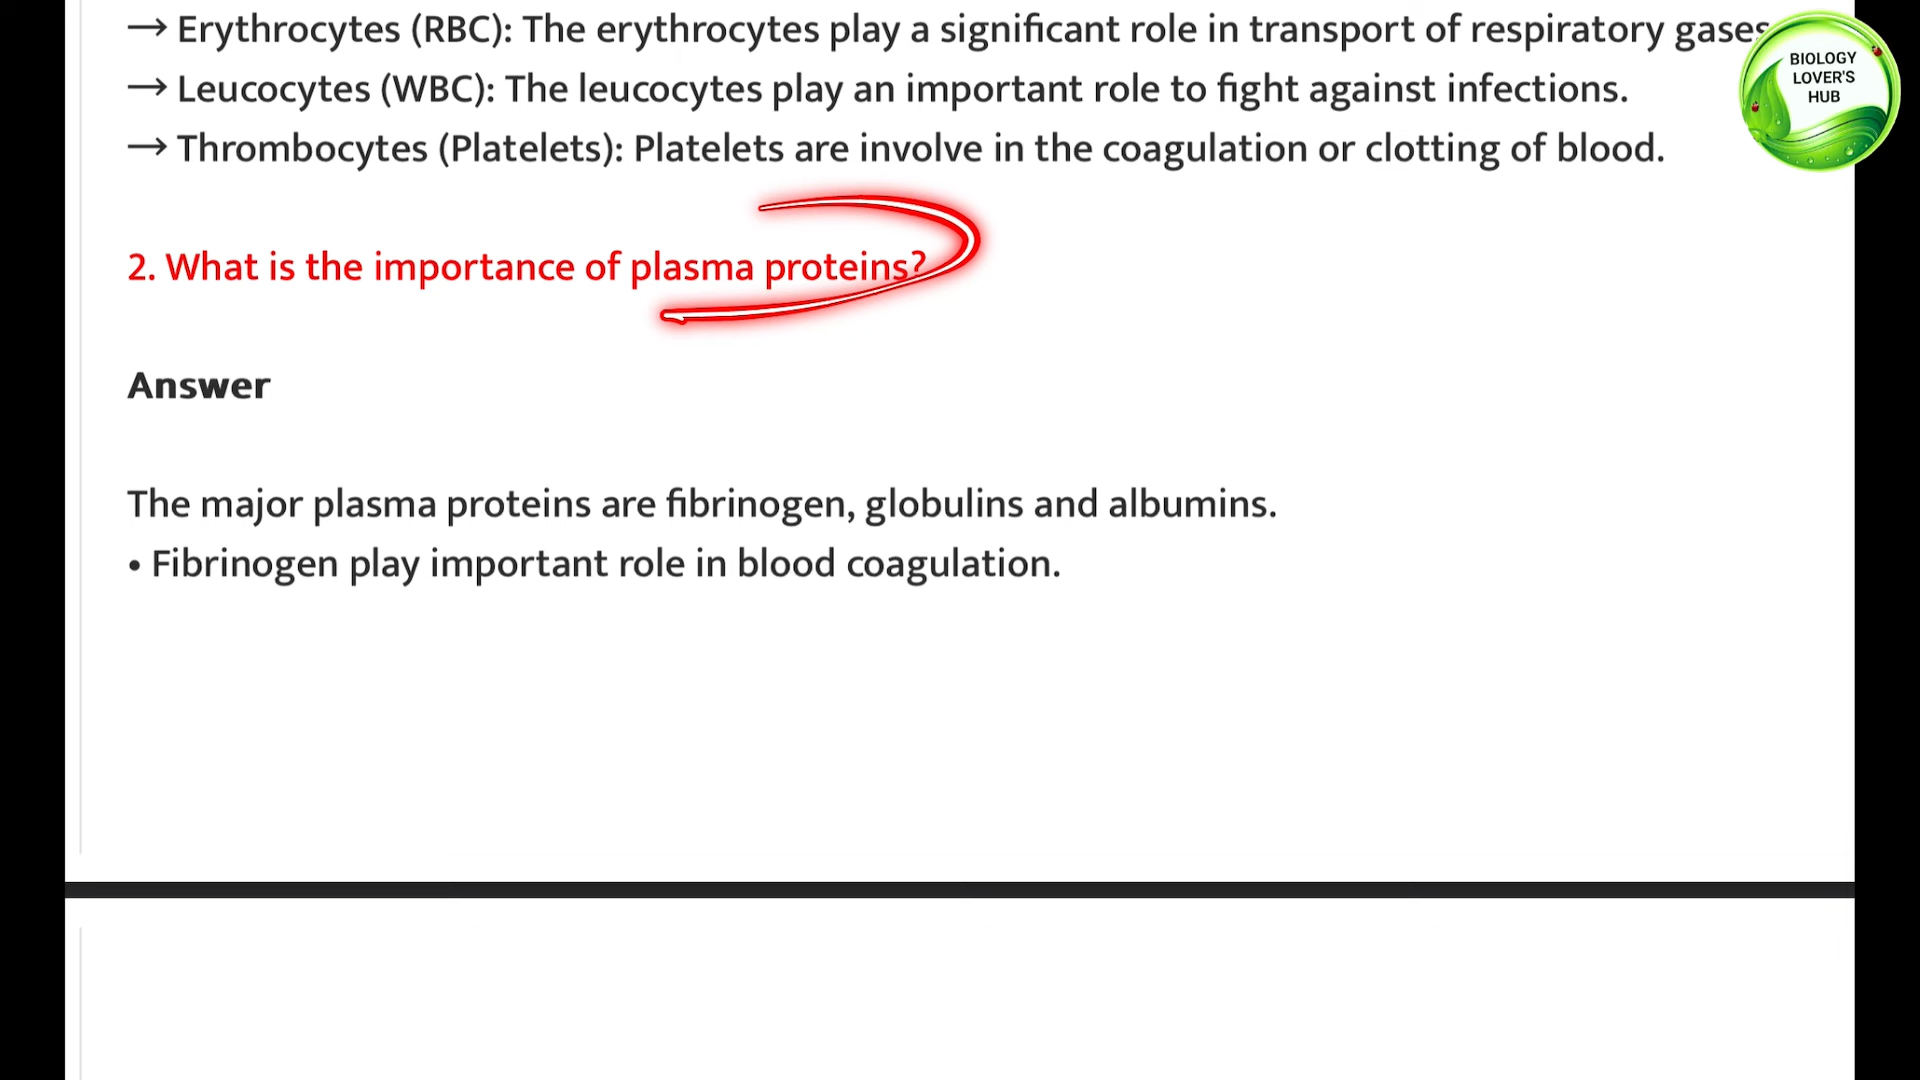 → Erythrocytes (RBC): The erythrocytes play a significant role in transport of respiratory gases
→ Leucocytes (WBC): The leucocytes play an important role to fight against infections.
→ Thrombocytes (Platelets): Platelets are involve in the coagulation or clotting of blood.
BIOLOGY
LOVER'S
HUB
2. What is the importance of plasma proteins?
Answer
The major plasma proteins are fibrinogen, globulins and albumins.
• Fibrinogen play important role in blood coagulation.